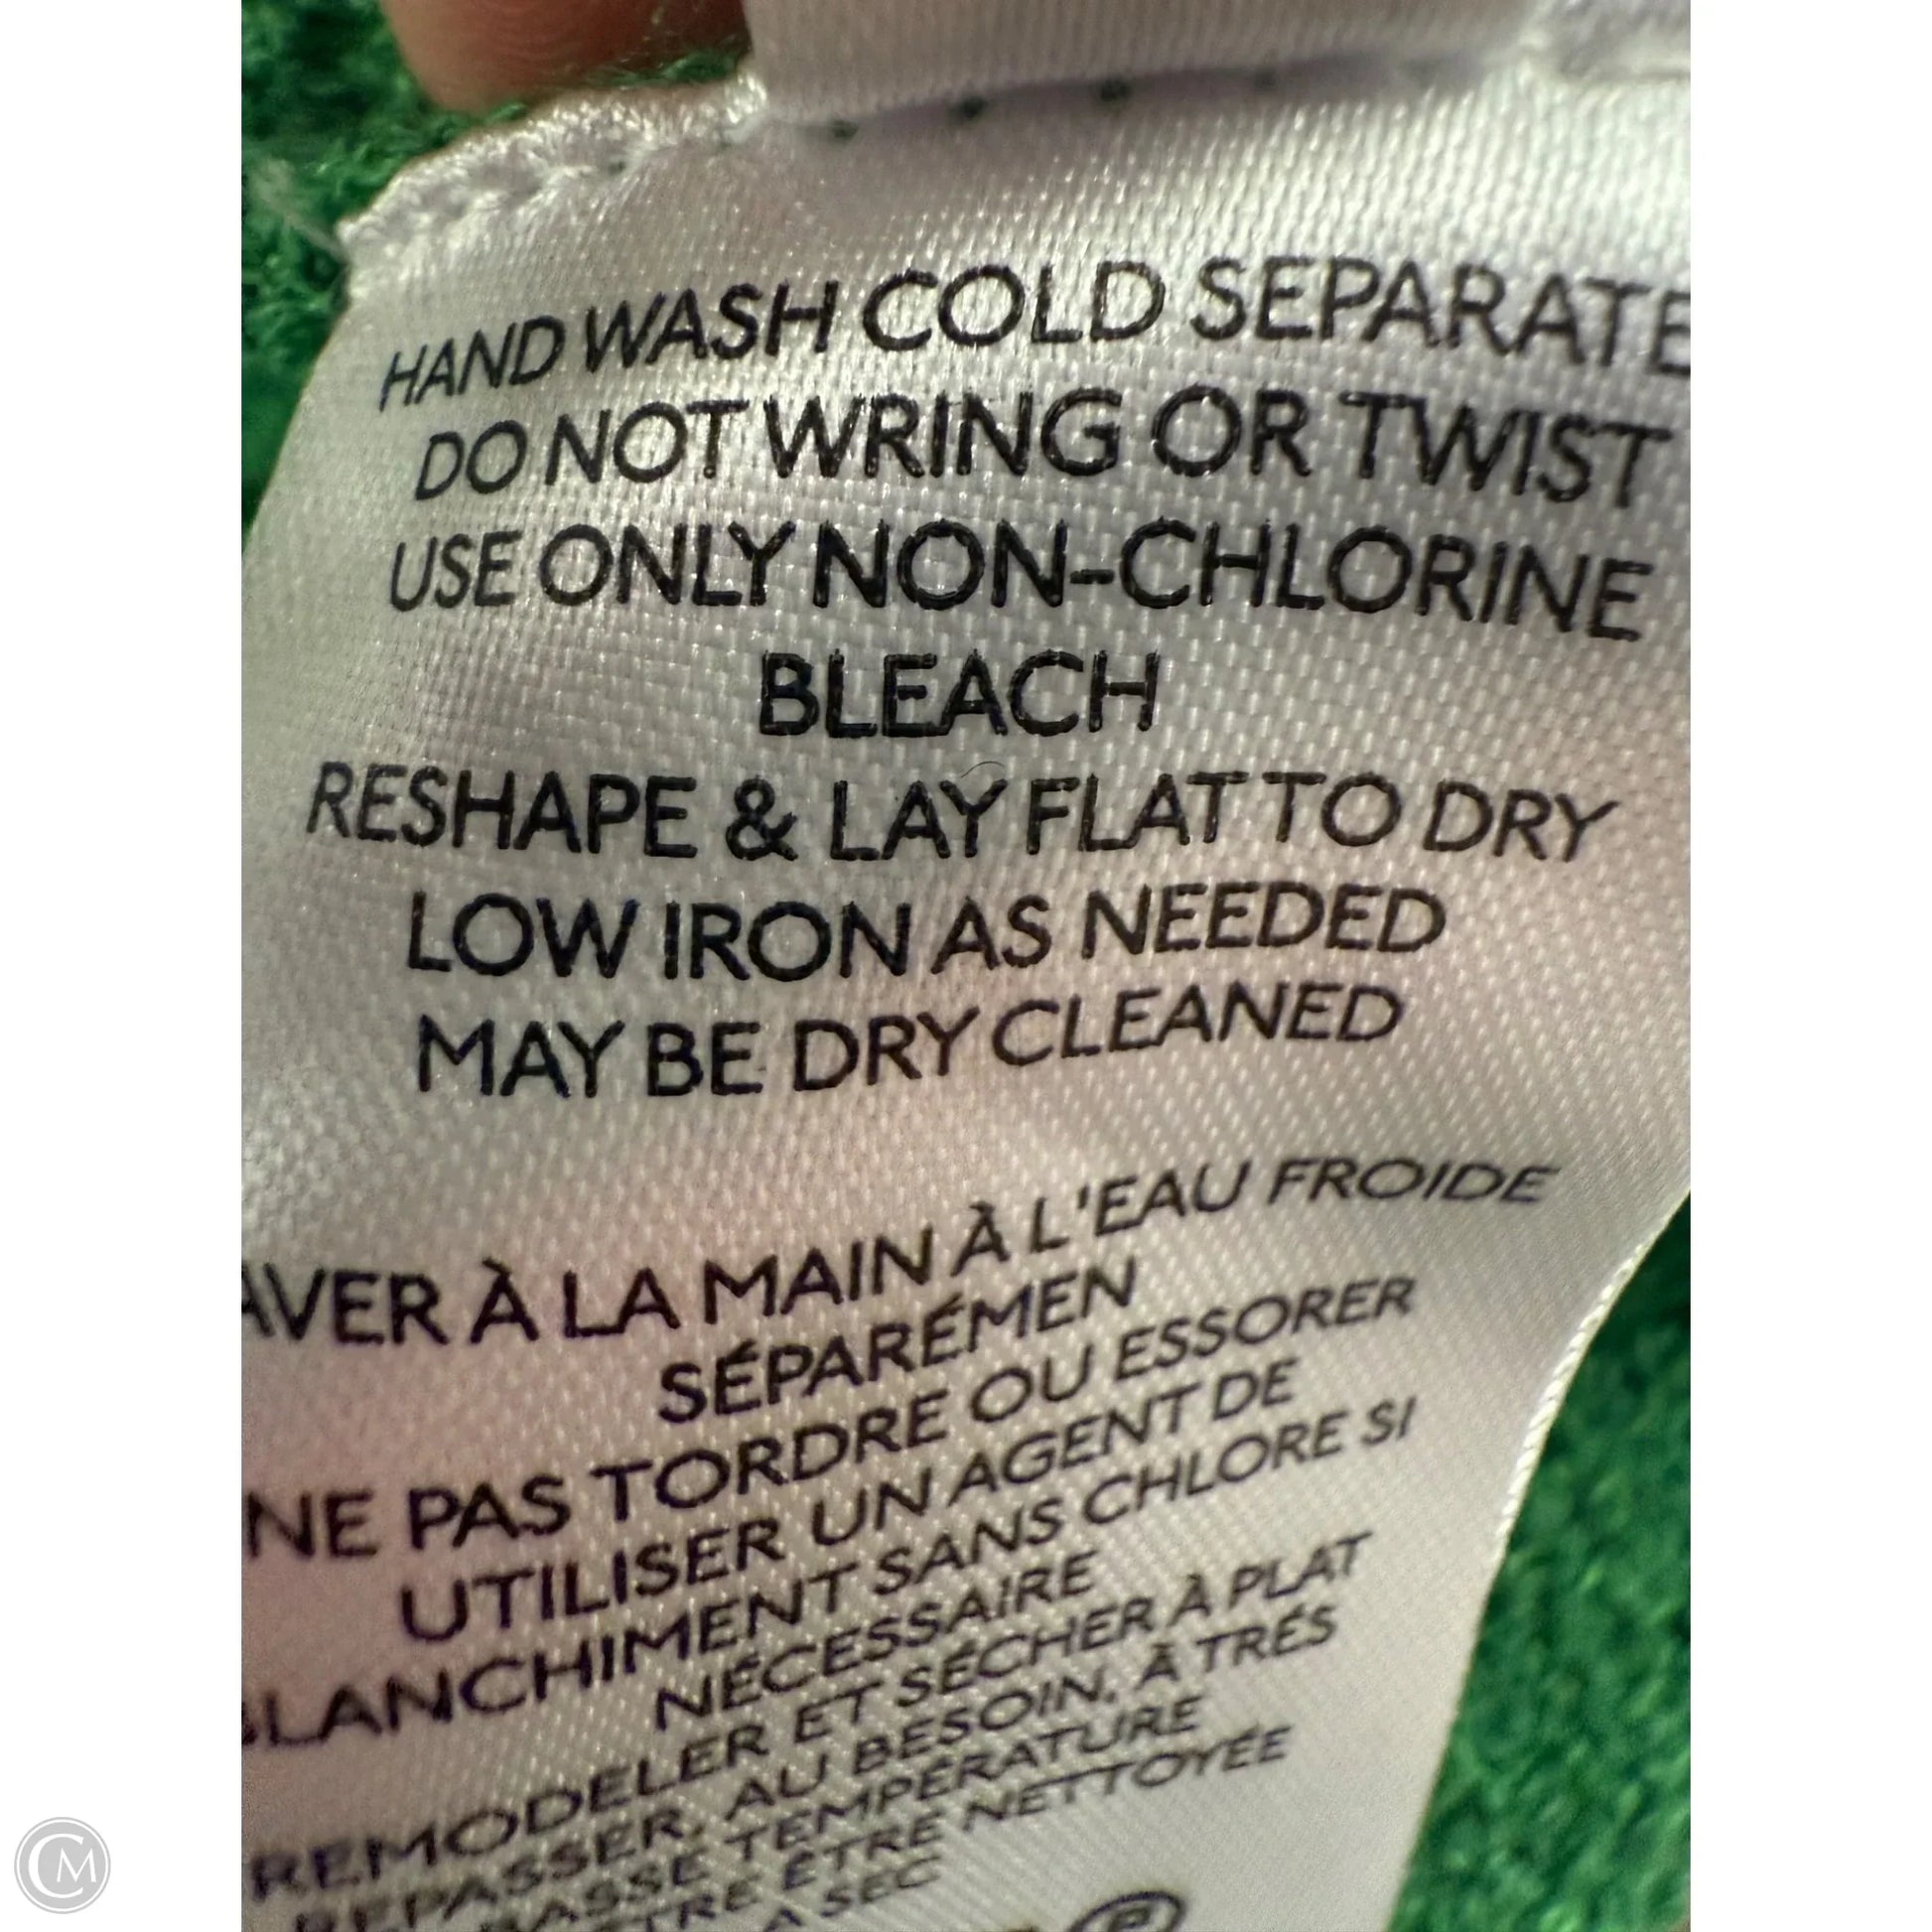 HAND WASH COLD SEPARATE
DO NOT WRING OR TWIST
USE ONLY NON-CHLORINE
BLEACH
RESHAPE & LAY FLAT TO DRY
LOW IRON AS NEEDED
MAY BE DRY CLEANED
AVER À LA MAIN À L'EAU FROIDE
SÉPARÉMEN
NE PAS TORDRE OU ESSORER
UTILISER UN AGENT DE
BLANCHIMENT SANS CHLORE SI
NÉCESSAIRE
REMODELER ET SÉCHER À PLAT
REPASSER, AU BESOIN, À TRÉS
BASSE TEMPÉRATURE
ÊTRE NETTOYÉE
A SEC
P
CM